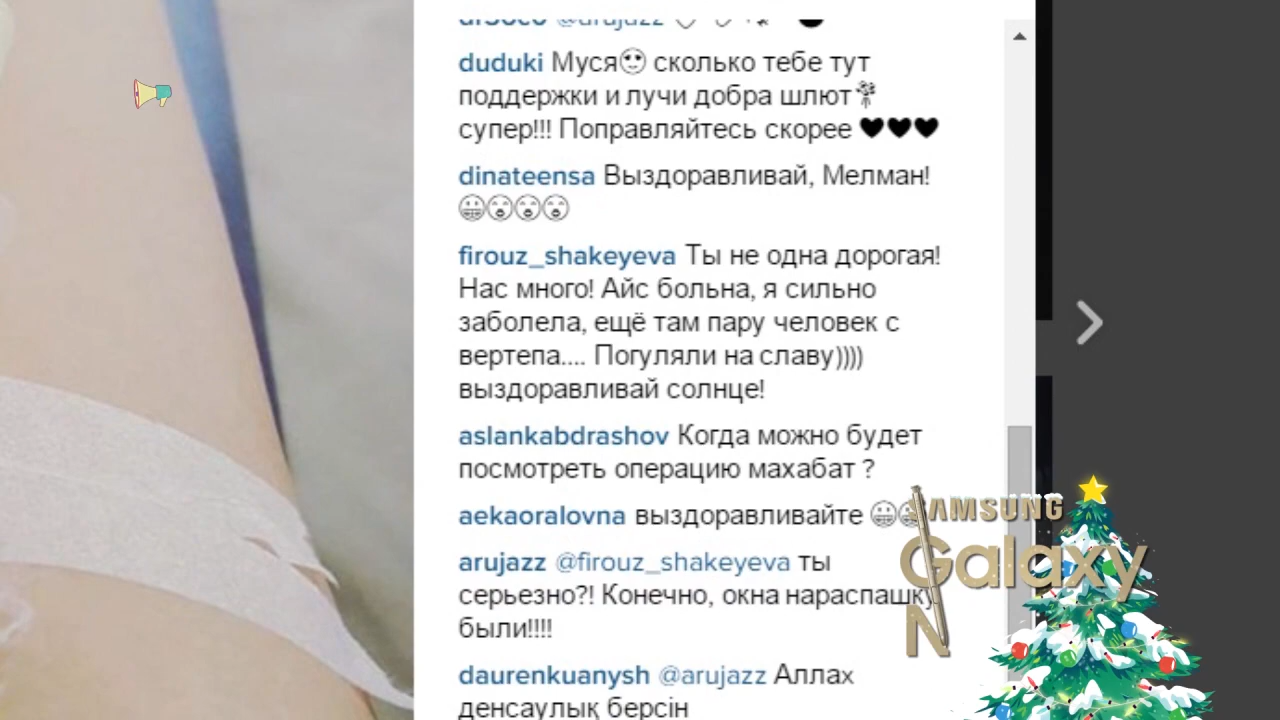 duduki Муся😍 сколько тебе тут
поддержки и лучи добра шлют💐
супер!!! Поправляйтесь скорее ♥♥♥
dinateensa Выздоравливай, Мелман!
firouz_shakeyeva Ты не одна дорогая!
Нас много! Айс больна, я сильно
заболела, ещё там пару человек с
вертепа.... Погуляли на славу))))
выздоравливай солнце!
aslankabdrashov Когда можно будет
посмотреть операцию махабат ?
aekaoralovna выздоравливайте
arujazz @firouz_shakeyeva ты
серьезно?! Конечно, окна нараспашку
были!!!!
daurenkuanysh @arujazz Аллах
денсаулық берсін
SAMSUNG
Galaxy
N